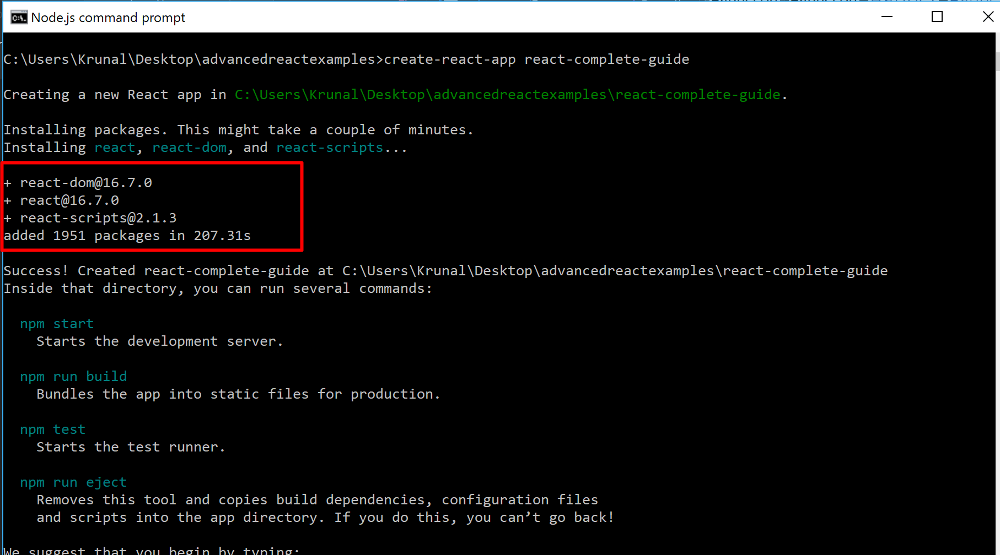 Node.js command prompt
C:\Users\Krunal\Desktop\advancedreactexamples>create-react-app react-complete-guide
Creating a new React app in C:\Users\Krunal\Desktop\advancedreactexamples\react-complete-guide.
Installing packages. This might take a couple of minutes.
Installing react, react-dom, and react-scripts...
+ react-dom@16.7.0
+ react@16.7.0
+ react-scripts@2.1.3
added 1951 packages in 207.31s
Success! Created react-complete-guide at C:\Users\Krunal\Desktop\advancedreactexamples\react-complete-guide
Inside that directory, you can run several commands:
npm start
Starts the development server.
npm run build
Bundles the app into static files for production.
npm test
Starts the test runner.
npm run eject
Removes this tool and copies build dependencies, configuration files
and scripts into the app directory. If you do this, you can’t go back!
We suggest that you begin by typing: